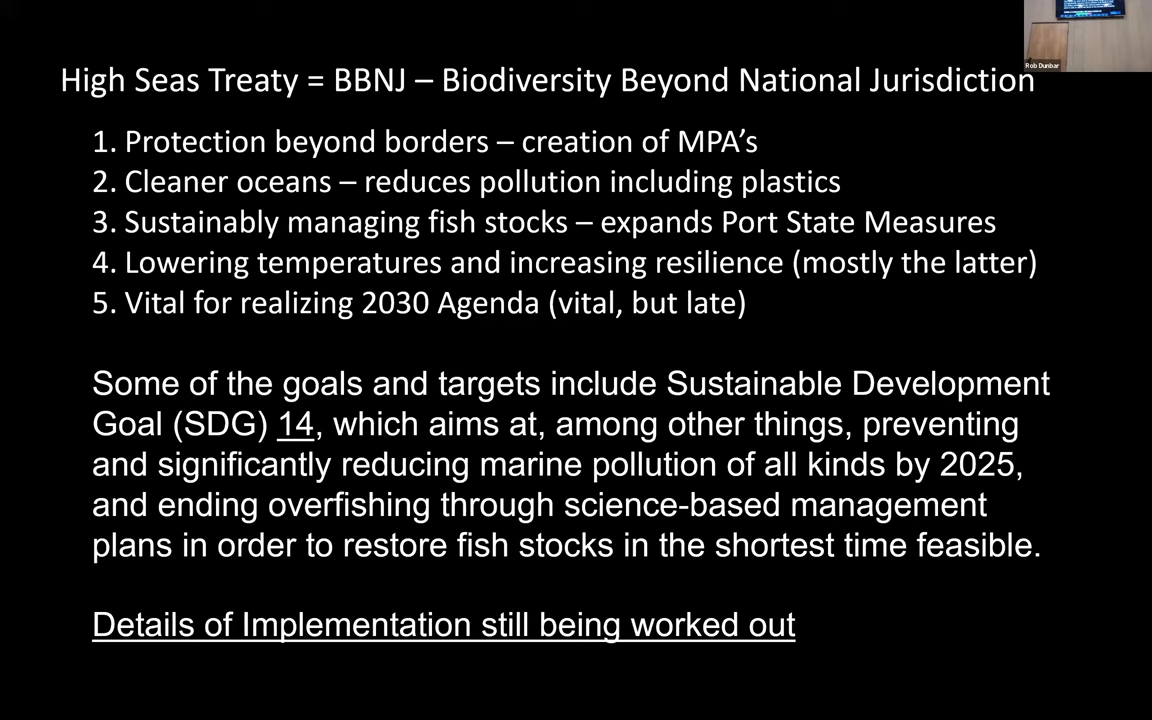 Rob Dunbar
High Seas Treaty = BBNJ – Biodiversity Beyond National Jurisdiction
1. Protection beyond borders – creation of MPA’s
2. Cleaner oceans – reduces pollution including plastics
3. Sustainably managing fish stocks – expands Port State Measures
4. Lowering temperatures and increasing resilience (mostly the latter)
5. Vital for realizing 2030 Agenda (vital, but late)
Some of the goals and targets include Sustainable Development
Goal (SDG) 14, which aims at, among other things, preventing
and significantly reducing marine pollution of all kinds by 2025,
and ending overfishing through science-based management
plans in order to restore fish stocks in the shortest time feasible.
Details of Implementation still being worked out